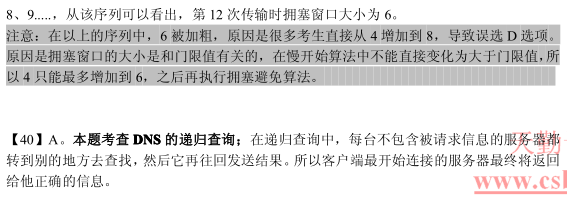 8、9.....，从该序列可以看出，第 12 次传输时拥塞窗口大小为 6。
注意：在以上的序列中，6 被加粗，原因是很多考生直接从 4 增加到 8，导致误选 D 选项。
原因是拥塞窗口的大小是和门限值有关的，在慢开始算法中不能直接变化为大于门限值，所
以 4 只能最多增加到 6，之后再执行拥塞避免算法。
【40】A。本题考查 DNS 的递归查询；在递归查询中，每台不包含被请求信息的服务器都
转到别的地方去查找，然后它再往回发送结果。所以客户端最开始连接的服务器最终将返回
给他正确的信息。
天勤
www.csl